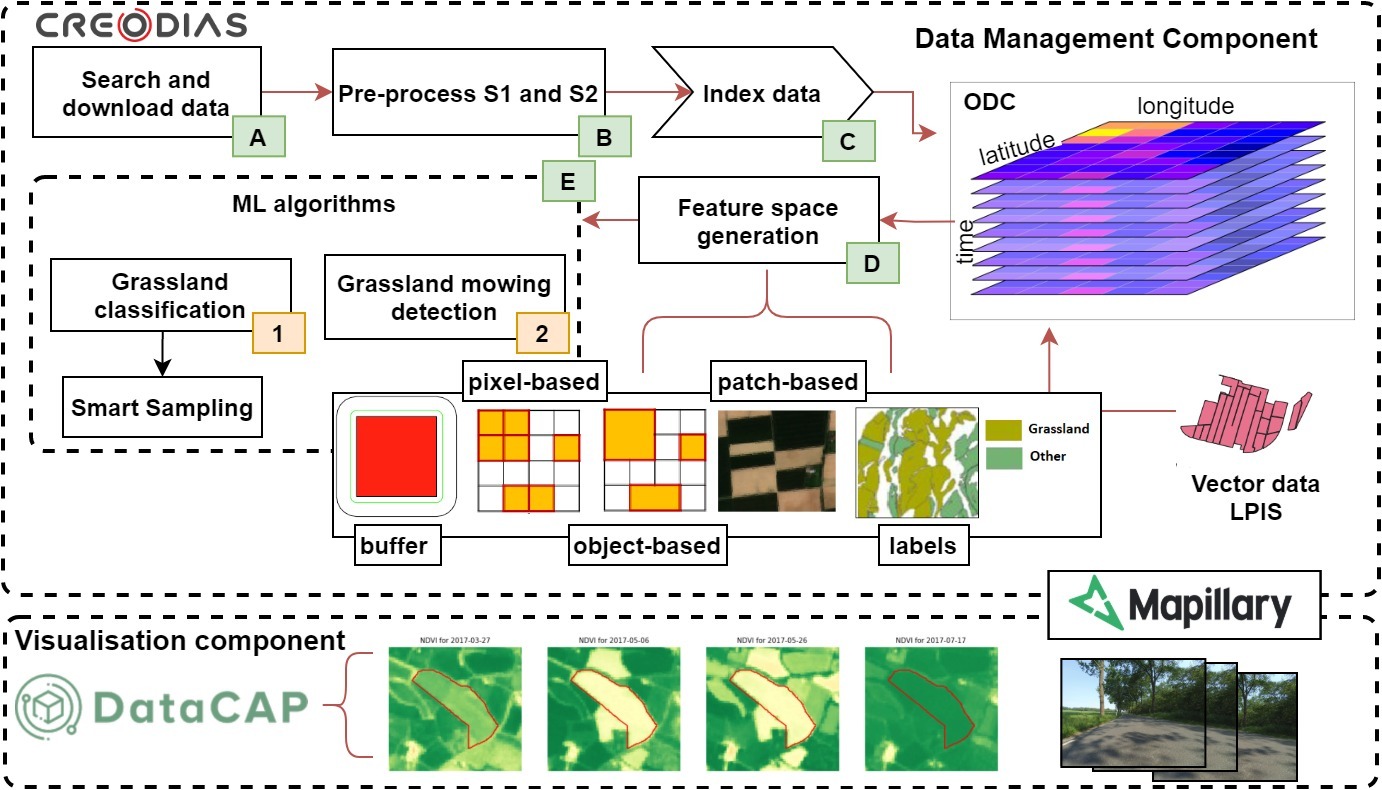 CREODIAS
Data Management Component
Search and
download data
A
Pre-process S1 and S2
B
Index data
C
ODC
longitude
latitude
time
E
ML algorithms
Feature space
generation
D
Grassland
classification
1
Grassland mowing
detection
2
Smart Sampling
pixel-based
patch-based
Grassland
Other
buffer
object-based
labels
Vector data
LPIS
Mapillary
Visualisation component
DataCAP
NDVI for 2017-03-27
NDVI for 2017-05-06
NDVI for 2017-05-26
NDVI for 2017-07-17